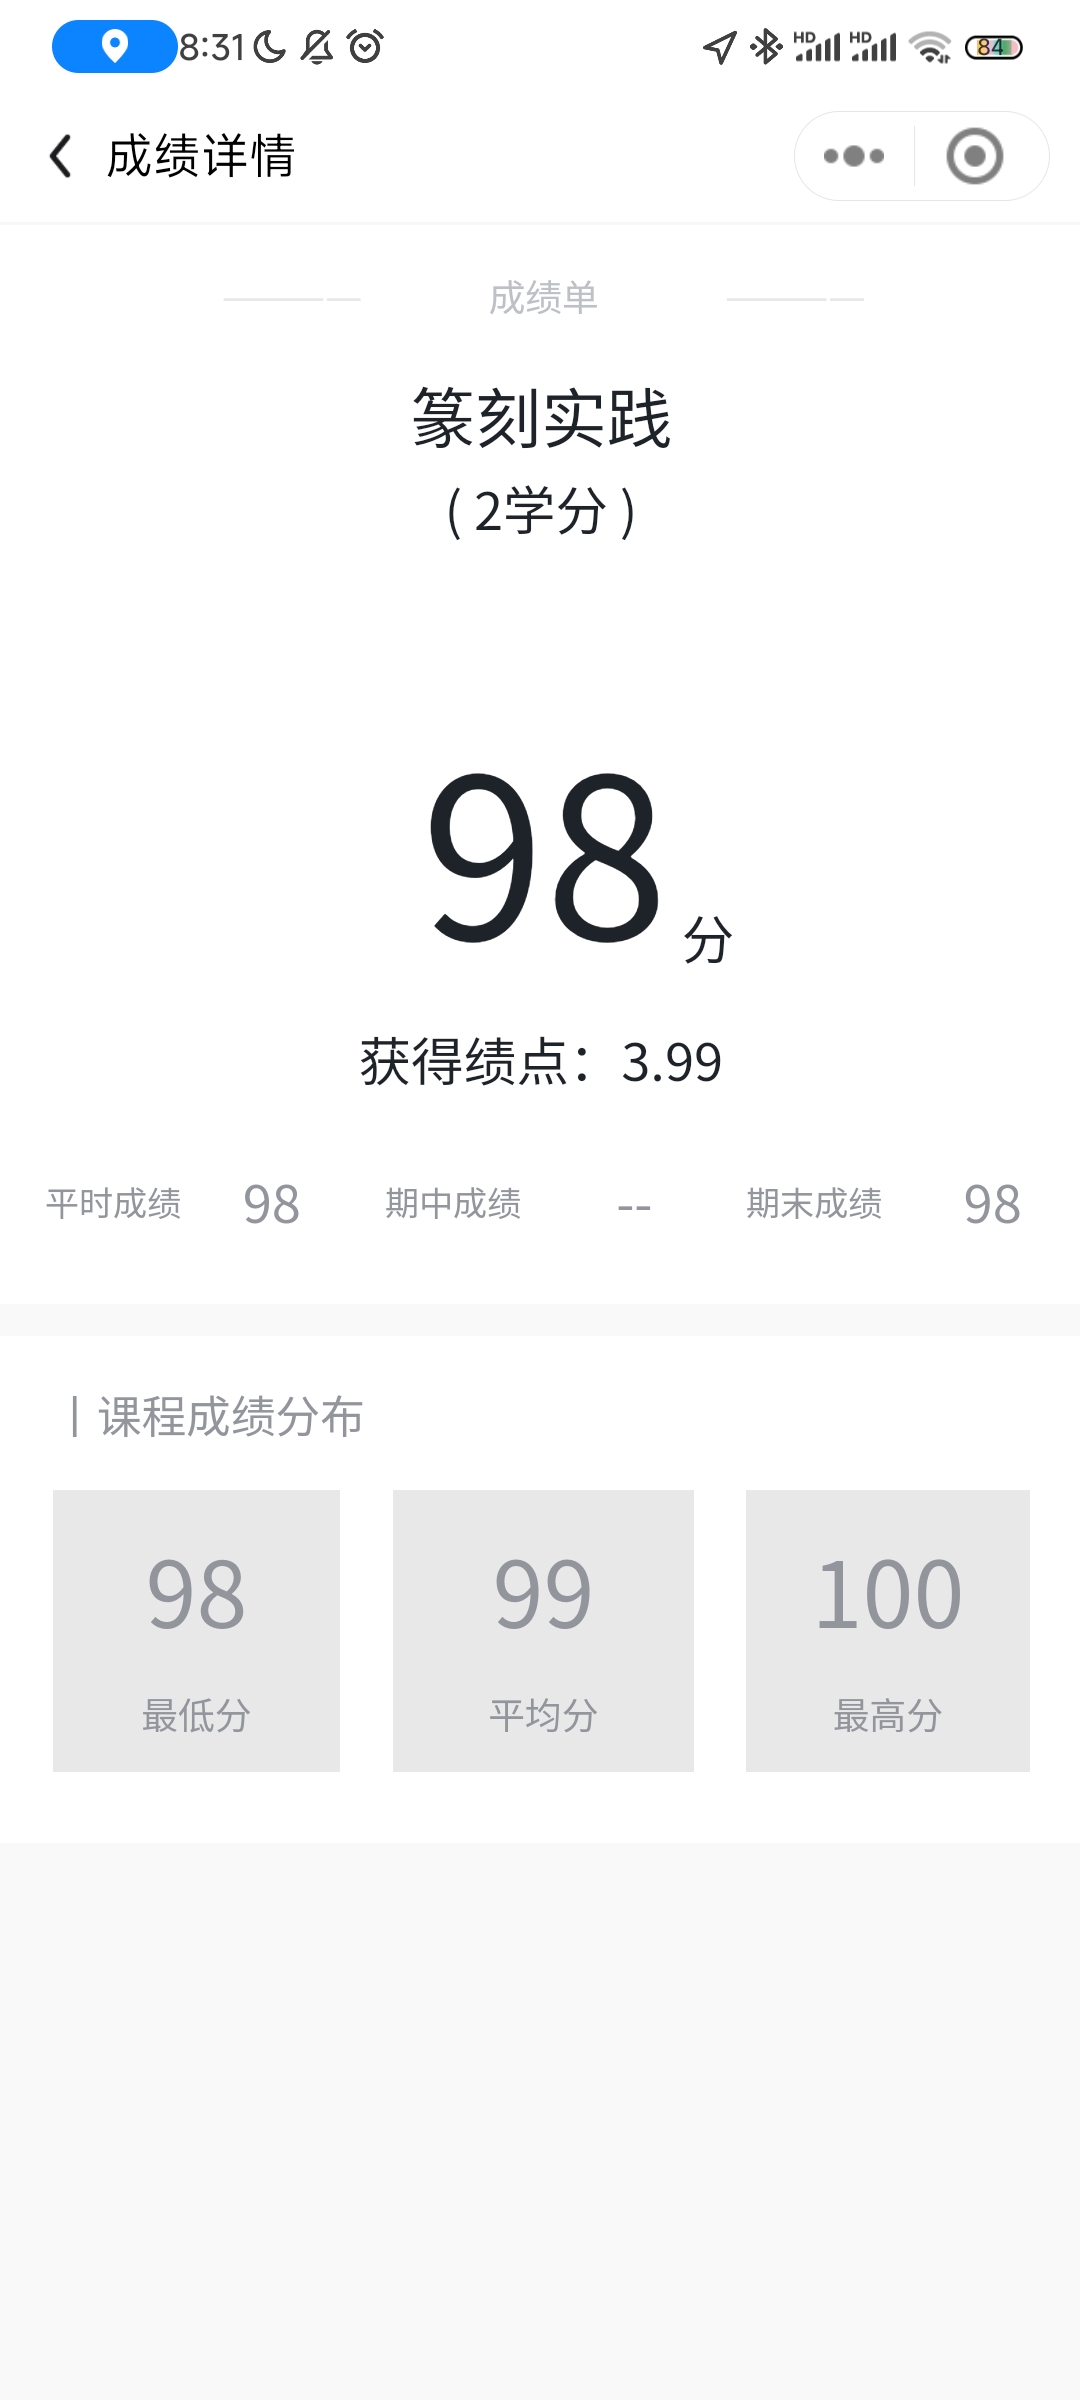 8:31 HD HD 84
成绩详情
成绩单
篆刻实践
( 2学分 )
98 分
获得绩点：3.99
平时成绩 98 期中成绩 -- 期末成绩 98
课程成绩分布
98 99 100
最低分 平均分 最高分